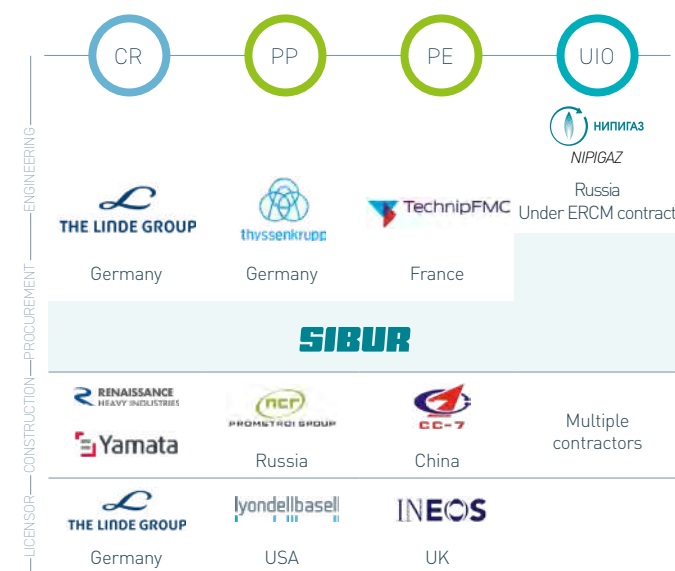 CR
PP
PE
UIO
ENGINEERING
НИПИГАЗ
NIPIGAZ
Russia
Under ERCM contract
THE LINDE GROUP
thyssenkrupp
TechnipFMC
Germany
Germany
France
PROCUREMENT
SIBUR
CONSTRUCTION
RENAISSANCE
HEAVY INDUSTRIES
Yamata
ncr
PROMSTROI GROUP
Russia
CC-7
China
Multiple
contractors
LICENSOR
THE LINDE GROUP
lyondellbasell
INEOS
Germany
USA
UK